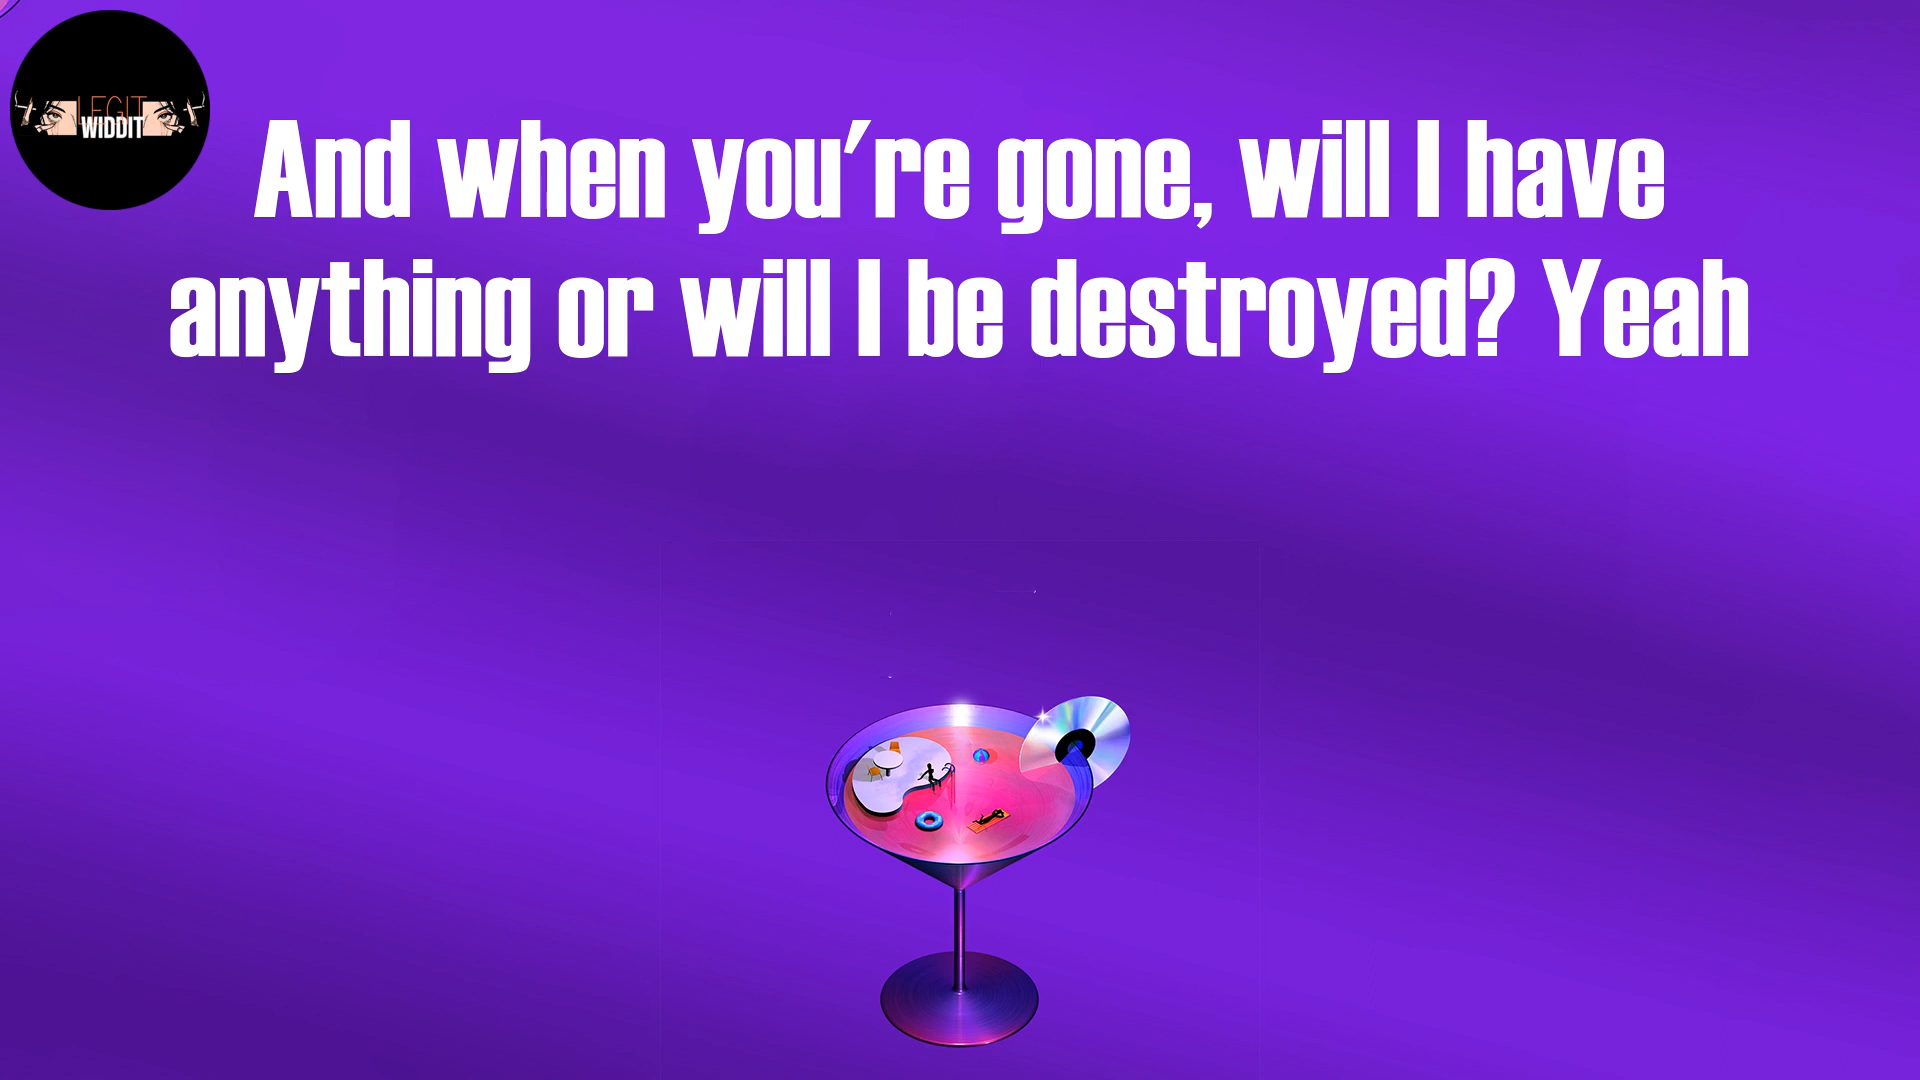 LEGIT
WIDDIT
And when you're gone, will I have
anything or will I be destroyed? Yeah